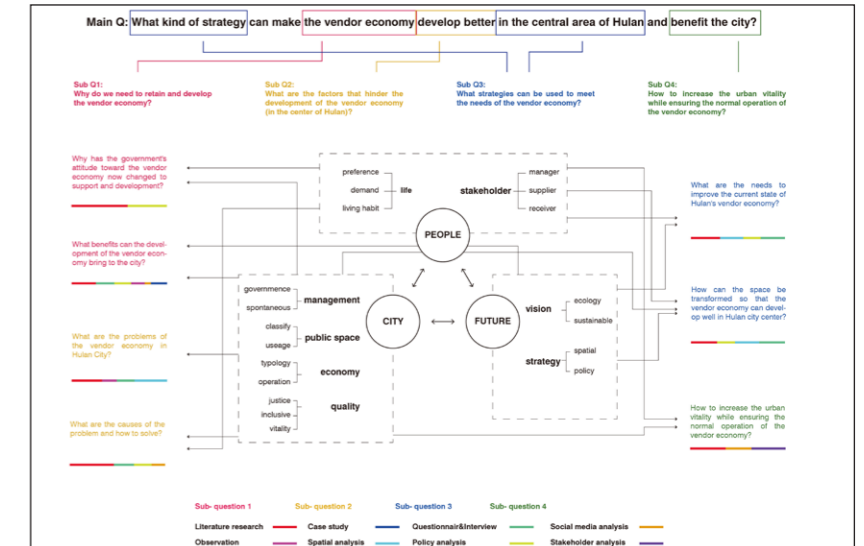 Main Q: What kind of strategy can make the vendor economy develop better in the central area of Hulan and benefit the city?
Sub Q1:
Why do we need to retain and develop
the vendor economy?
Sub Q2:
What are the factors that hinder the
development of the vendor economy
(in the center of Hulan)?
Sub Q3:
What strategies can be used to meet
the needs of the vendor economy?
Sub Q4:
How to increase the urban vitality
while ensuring the normal operation of
the vendor economy?
Why has the government's
attitude toward the vendor
economy now changed to
support and development?
What benefits can the devel-
opment of the vendor econ-
omy bring to the city?
What are the problems of
the vendor economy in
Hulan City?
What are the causes of the
problem and how to solve?
preference
demand
living habit
life
stakeholder
manager
supplier
receiver
PEOPLE
CITY
FUTURE
governmence
spontaneous
management
classify
useage
public space
typology
operation
economy
justice
inclusive
vitality
quality
vision
ecology
sustainable
strategy
spatial
policy
What are the needs to
improve the current state of
Hulan's vendor economy?
How can the space be
transformed so that the
vendor economy can devel-
op well in Hulan city center?
How to increase the urban
vitality while ensuring the
normal operation of the
vendor economy?
Sub- question 1 Sub- question 2 Sub- question 3 Sub- question 4
Literature research Case study Questionnair&Interview Social media analysis
Observation Spatial analysis Policy analysis Stakeholder analysis